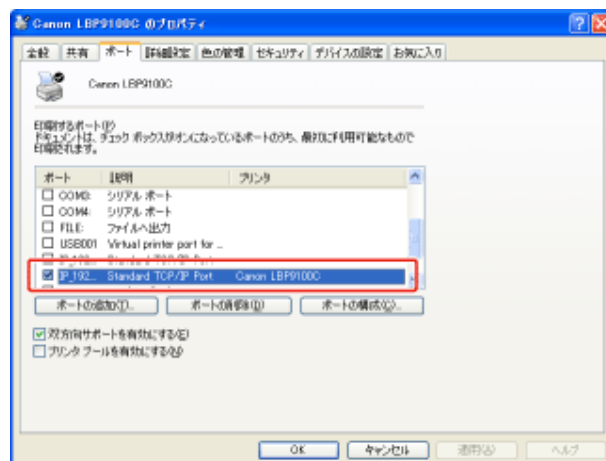 Canon LBP9100C のプロパティ
全般 共有 ポート 詳細設定 色の管理 セキュリティ デバイスの設定 お気に入り
Canon LBP9100C
印刷するポート(P)
ドキュメントは、チェック ボックスがオンになっているポートのうち、最初に利用可能なもので
印刷されます。
ポート 説明 プリンタ
COM3: シリアル ポート
COM4: シリアル ポート
FILE: ファイルへ出力
USB001 Virtual printer port for ...
IP_192... Standard TCP/IP Port
IP_192... Standard TCP/IP Port Canon LBP9100C
ポートの追加(T)... ポートの削除(D) ポートの構成(C)...
双方向サポートを有効にする(E)
プリンタ プールを有効にする(N)
OK キャンセル 適用(A) ヘルプ